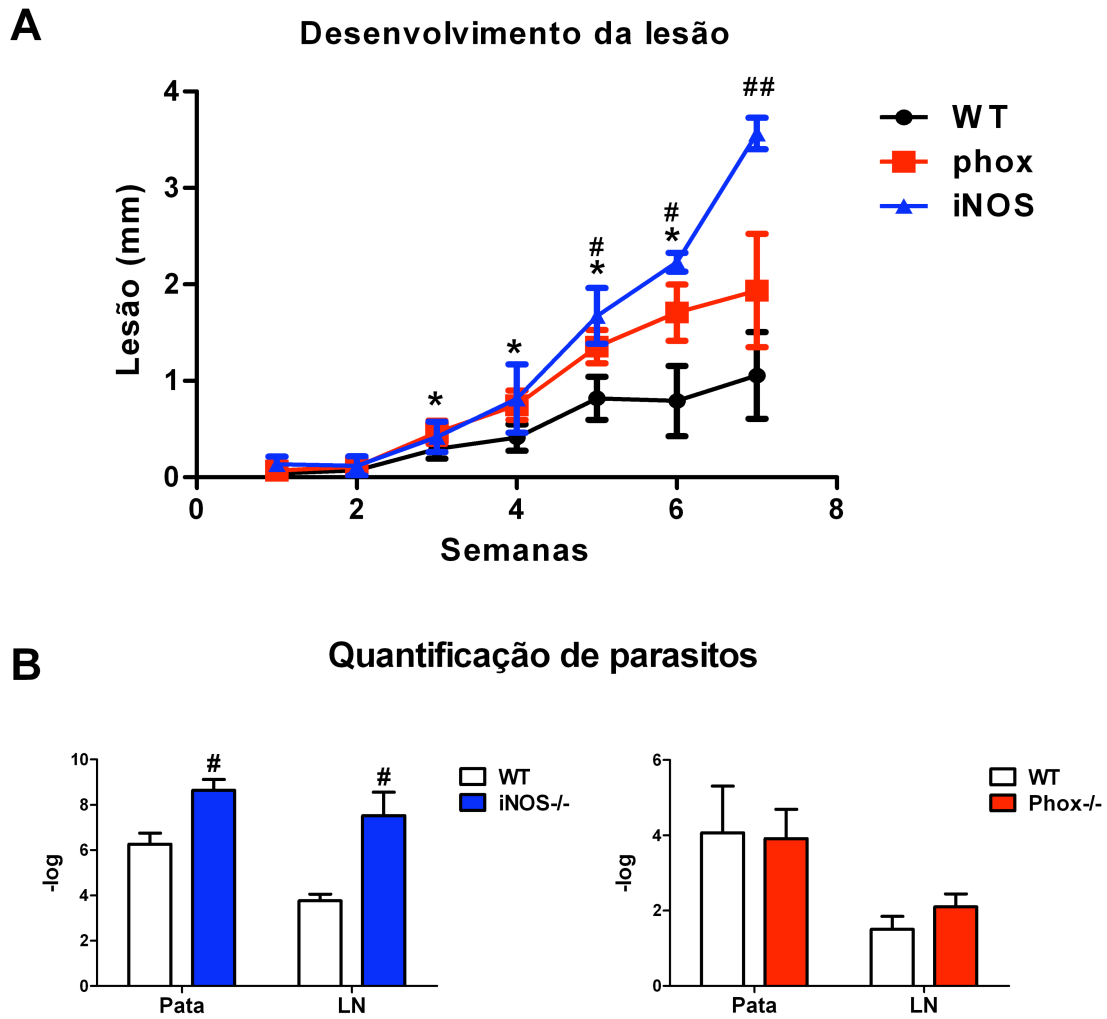 A
Desenvolvimento da lesão
##
4
WT
phox
iNOS
3
#
*
#
*
Lesão (mm)
2
*
*
1
0
0 2 4 6 8
Semanas
B
Quantificação de parasitos
10
8
6
4
2
0
-log
# #
WT
iNOS-/-
Pata LN
6
4
2
0
-log
WT
Phox-/-
Pata LN